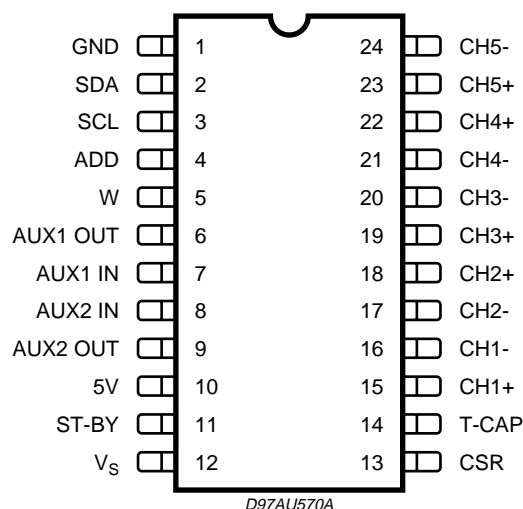 GND 1 24 CH5-
SDA 2 23 CH5+
SCL 3 22 CH4+
ADD 4 21 CH4-
W 5 20 CH3-
AUX1 OUT 6 19 CH3+
AUX1 IN 7 18 CH2+
AUX2 IN 8 17 CH2-
AUX2 OUT 9 16 CH1-
5V 10 15 CH1+
ST-BY 11 14 T-CAP
VS 12 13 CSR
D97AU570A